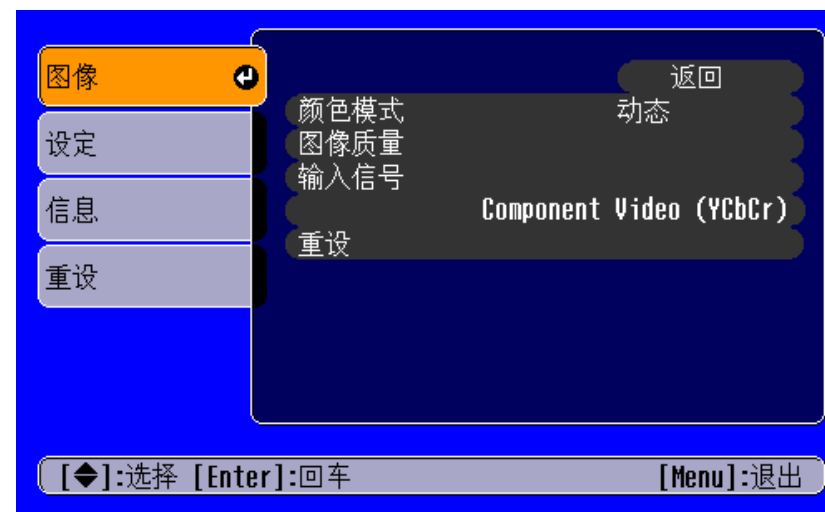 图像
设定
信息
重设
返回
颜色模式 动态
图像质量
输入信号
Component Video (YCbCr)
重设
[◆]:选择 [Enter]:回车 [Menu]:退出